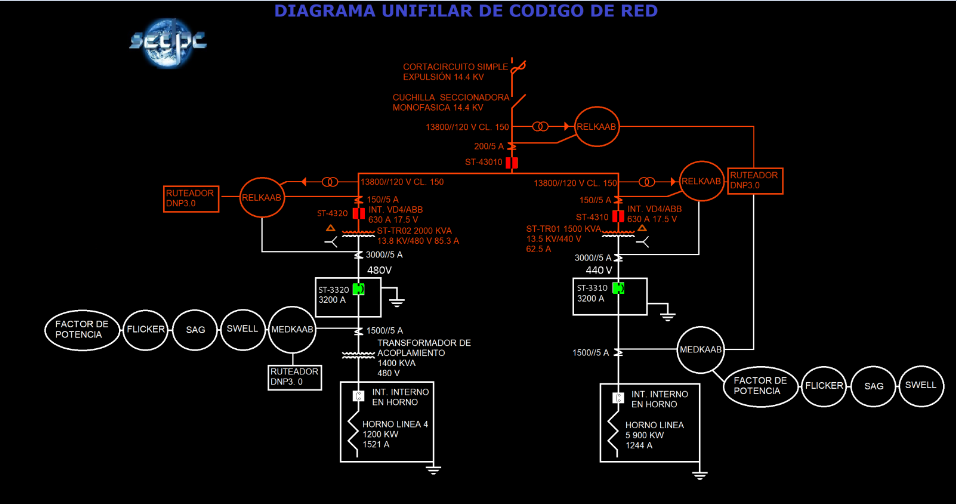 DIAGRAMA UNIFILAR DE CODIGO DE RED
setpc
CORTACIRCUITO SIMPLE
EXPULSIÓN 14.4 KV
CUCHILLA SECCIONADORA
MONOFASICA 14.4 KV
13800//120 V CL. 150
RELKAAB
200/5 A
ST-43010
13800//120 V CL. 150
13800//120 V CL. 150
RELKAAB
RUTEADOR
DNP3 0
RUTEADOR
DNP3.0
RELKAAB
150//5 A
150//5 A
ST-4320
INT. VD4/ABB
630 A 17.5 V
ST-4310
INT. VD4/ABB
630 A 17.5 V
ST-TR02 2000 KVA
13.8 KV/480 V 85.3 A
ST-TR01 1500 KVA
13.5 KV/440 V
62.5 A
3000//5 A
3000//5 A
480V
440 V
ST-3320
3200 A
ST-3310
3200 A
FACTOR DE
POTENCIA
FLICKER
SAG
SWELL
MEDKAAB
1500//5 A
TRANSFORMADOR DE
ACOPLAMIENTO
1400 KVA
480 V
RUTEADOR
DNP3. 0
1500//5 A
MEDKAAB
FACTOR DE
POTENCIA
FLICKER
SAG
SWELL
INT. INTERNO
EN HORNO
HORNO LINEA 4
1200 KW
1521 A
INT. INTERNO
EN HORNO
HORNO LINEA
5 900 KW
1244 A